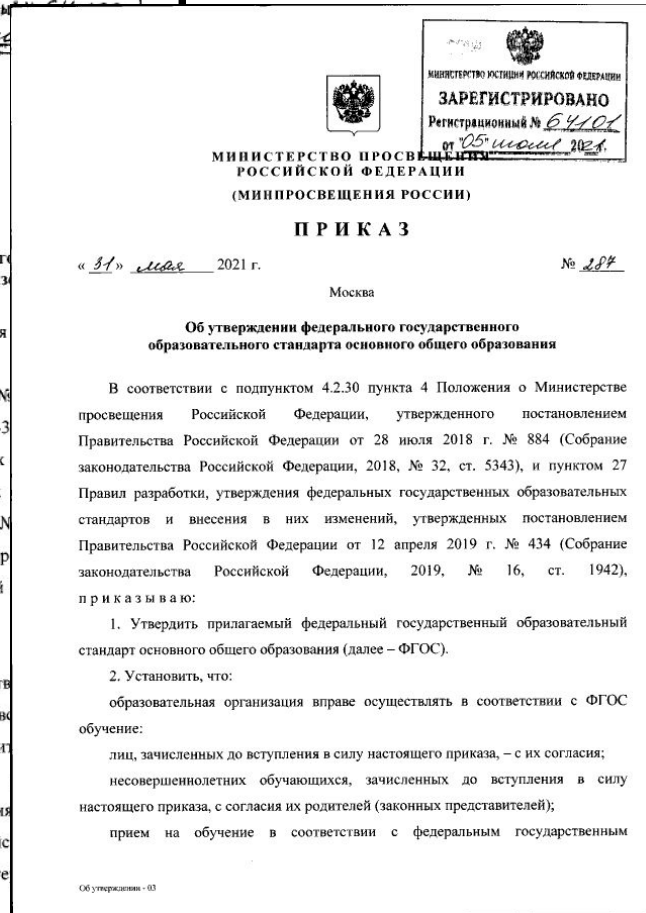 МИНИСТЕРСТВО ЮСТИЦИИ РОССИЙСКОЙ ФЕДЕРАЦИИ
ЗАРЕГИСТРИРОВАНО
Регистрационный № 64101
от "05" июля 2021.
МИНИСТЕРСТВО ПРОСВЕЩЕНИЯ
РОССИЙСКОЙ ФЕДЕРАЦИИ
(МИНПРОСВЕЩЕНИЯ РОССИИ)
ПРИКАЗ
« 31 » мая 2021 г. № 287
Москва
Об утверждении федерального государственного
образовательного стандарта основного общего образования
В соответствии с подпунктом 4.2.30 пункта 4 Положения о Министерстве
просвещения Российской Федерации, утвержденного постановлением
Правительства Российской Федерации от 28 июля 2018 г. № 884 (Собрание
законодательства Российской Федерации, 2018, № 32, ст. 5343), и пунктом 27
Правил разработки, утверждения федеральных государственных образовательных
стандартов и внесения в них изменений, утвержденных постановлением
Правительства Российской Федерации от 12 апреля 2019 г. № 434 (Собрание
законодательства Российской Федерации, 2019, № 16, ст. 1942),
п р и к а з ы в а ю:
1. Утвердить прилагаемый федеральный государственный образовательный
стандарт основного общего образования (далее – ФГОС).
2. Установить, что:
образовательная организация вправе осуществлять в соответствии с ФГОС
обучение:
лиц, зачисленных до вступления в силу настоящего приказа, – с их согласия;
несовершеннолетних обучающихся, зачисленных до вступления в силу
настоящего приказа, с согласия их родителей (законных представителей);
прием на обучение в соответствии с федеральным государственным
Об утверждении - 03